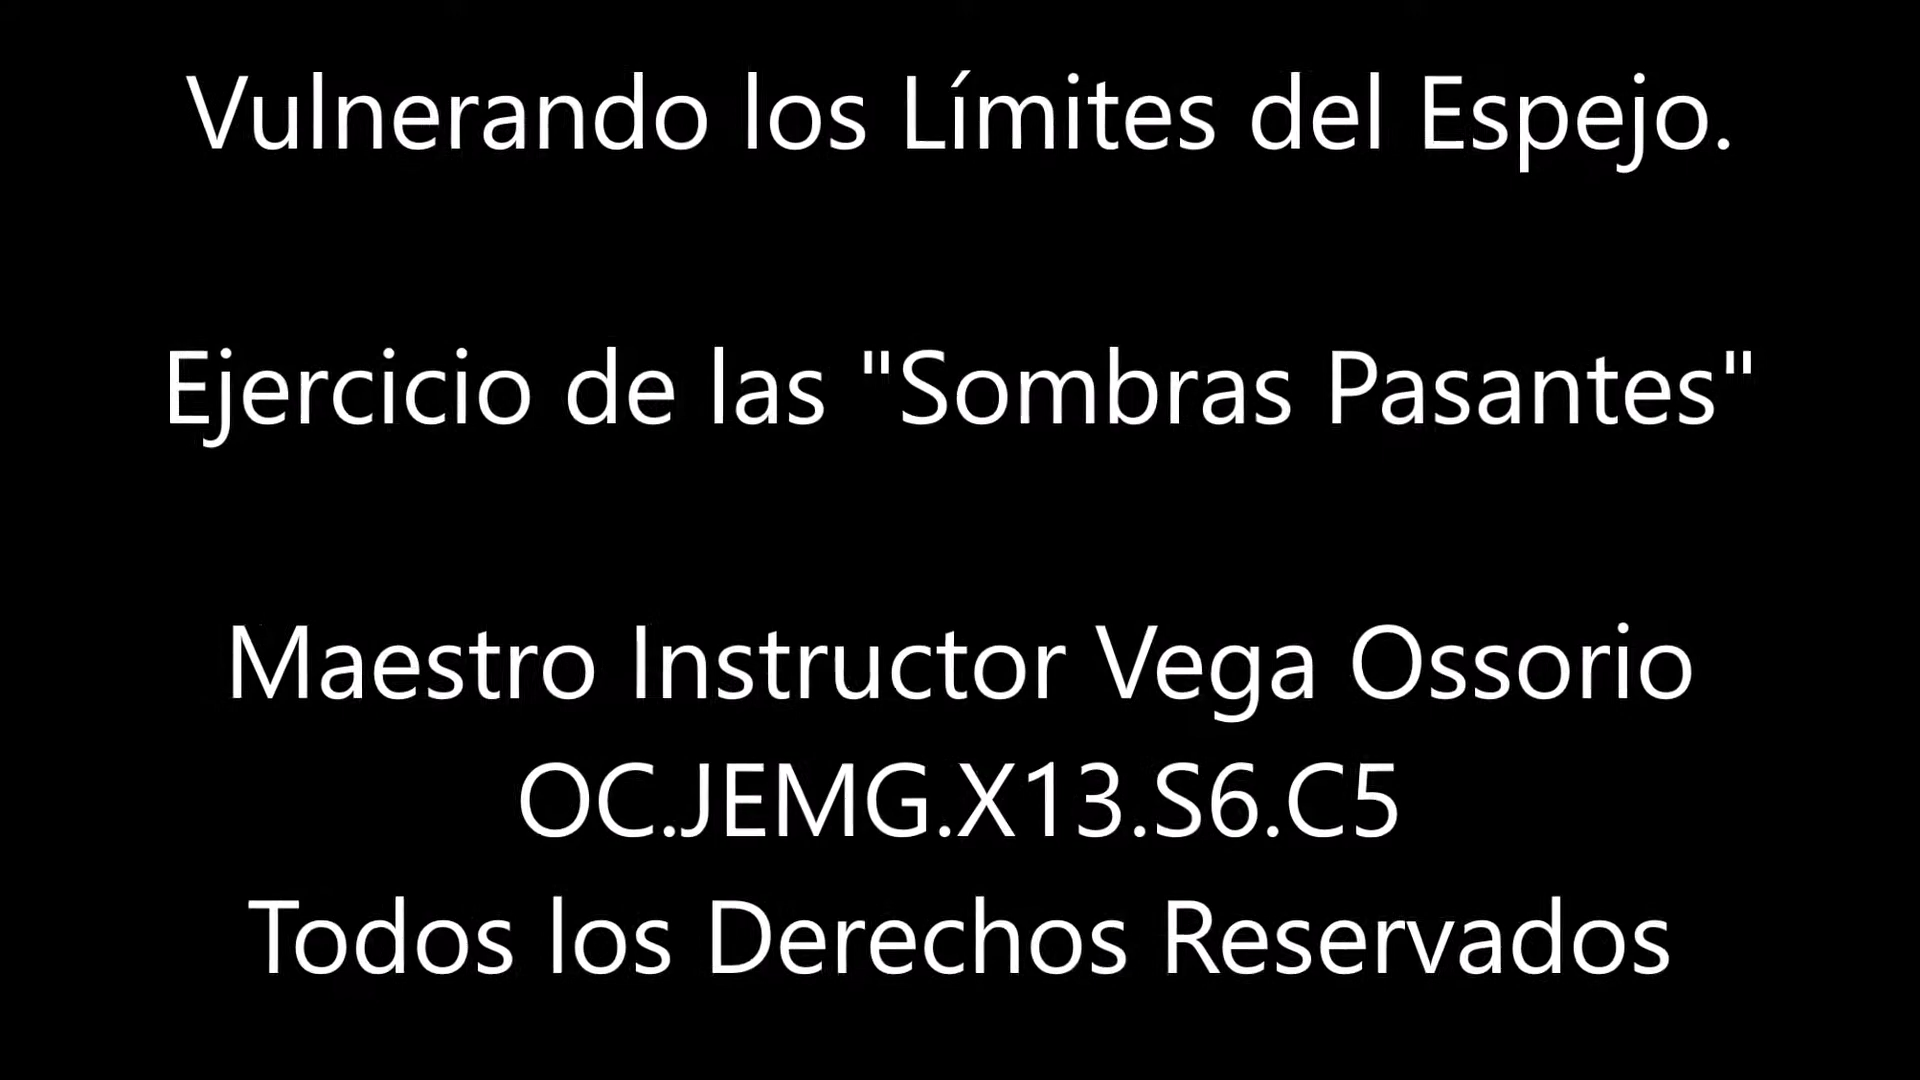 Vulnerando los Límites del Espejo.
Ejercicio de las "Sombras Pasantes"
Maestro Instructor Vega Ossorio
OC.JEMG.X13.S6.C5
Todos los Derechos Reservados